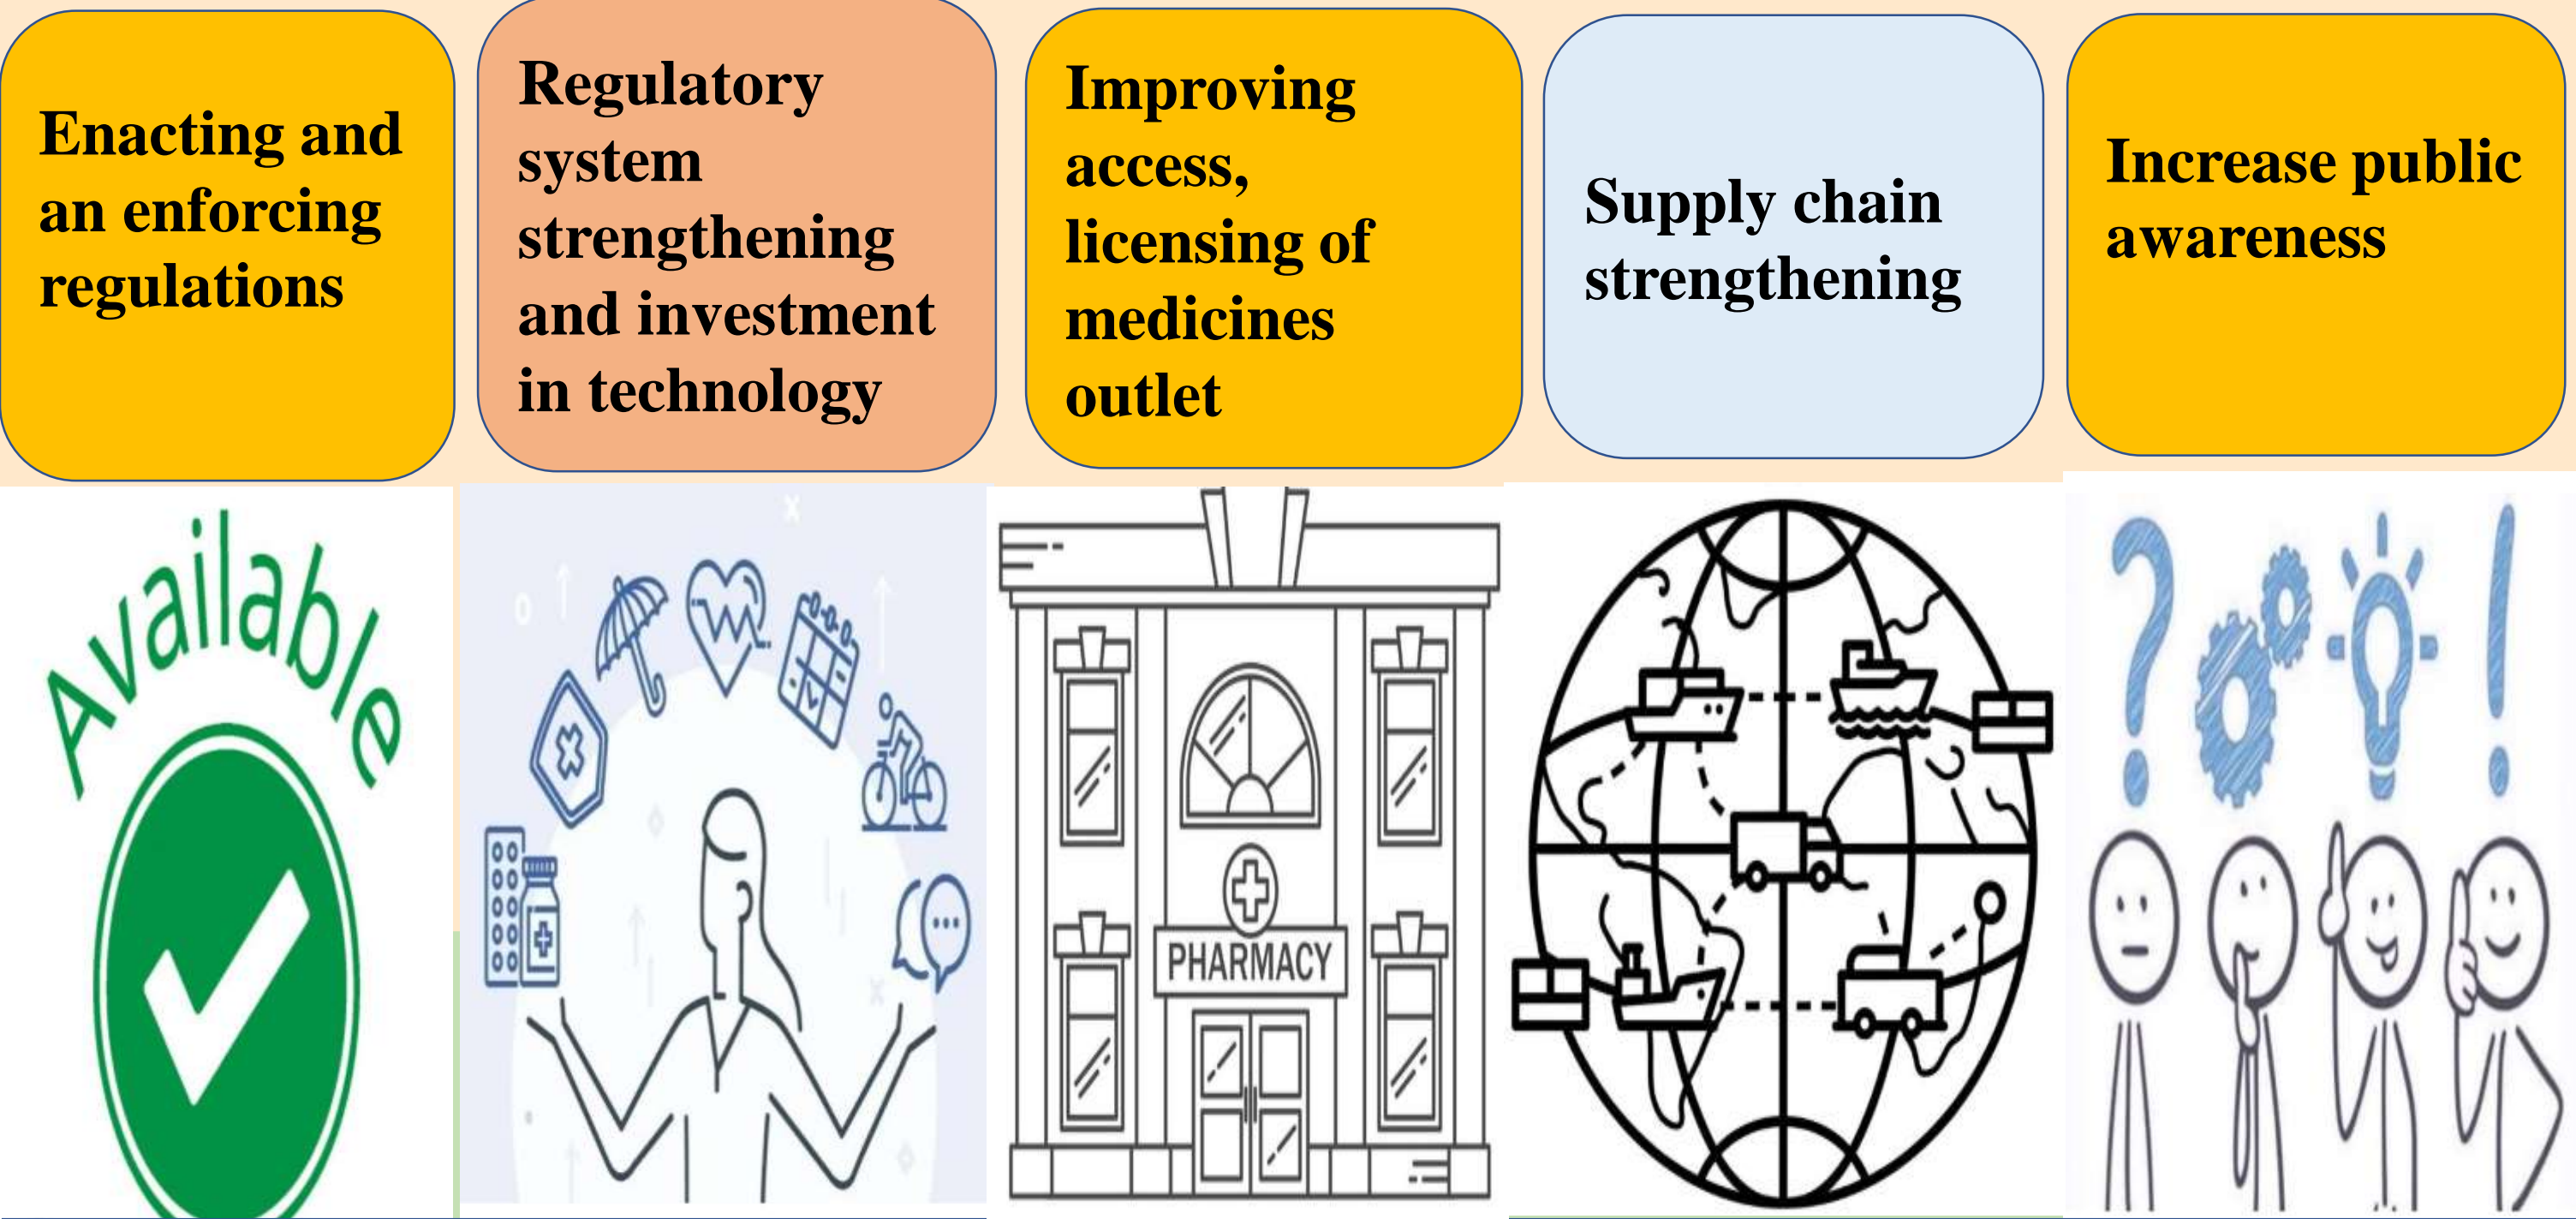 Enacting and
an enforcing
regulations
Regulatory
system
strengthening
and investment
in technology
Improving
access,
licensing of
medicines
outlet
Supply chain
strengthening
Increase public
awareness
Available
PHARMACY